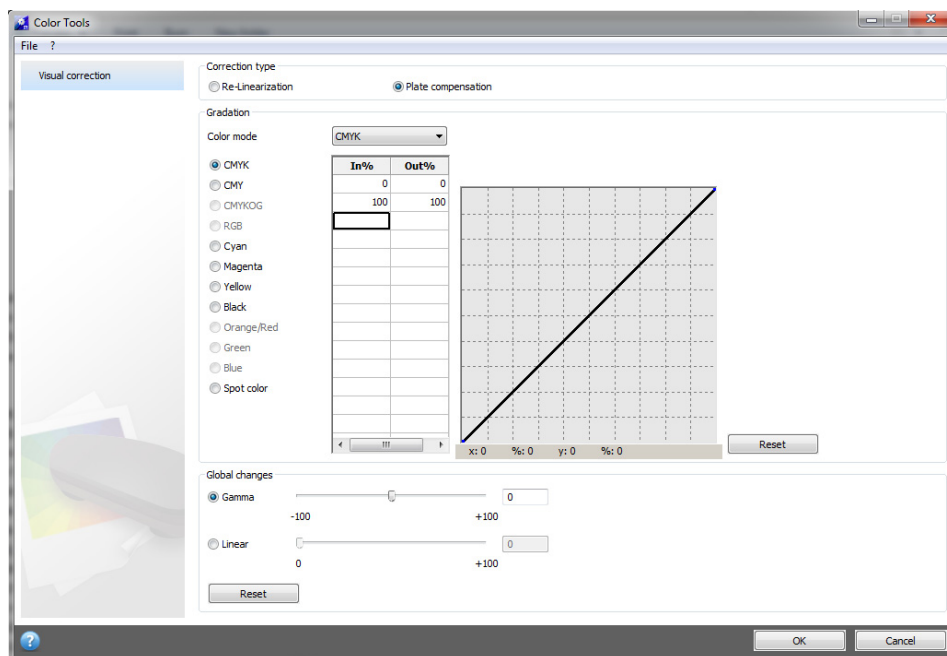 Color Tools
File ?
Visual correction
Correction type
Re-Linearization Plate compensation
Gradation
Color mode CMYK
CMYK
CMY
CMYKOG
RGB
Cyan
Magenta
Yellow
Black
Orange/Red
Green
Blue
Spot color
In% Out%
0 0
100 100
x: 0 %: 0 y: 0 %: 0
Reset
Global changes
Gamma 0
-100 +100
Linear 0
0 +100
Reset
? OK Cancel